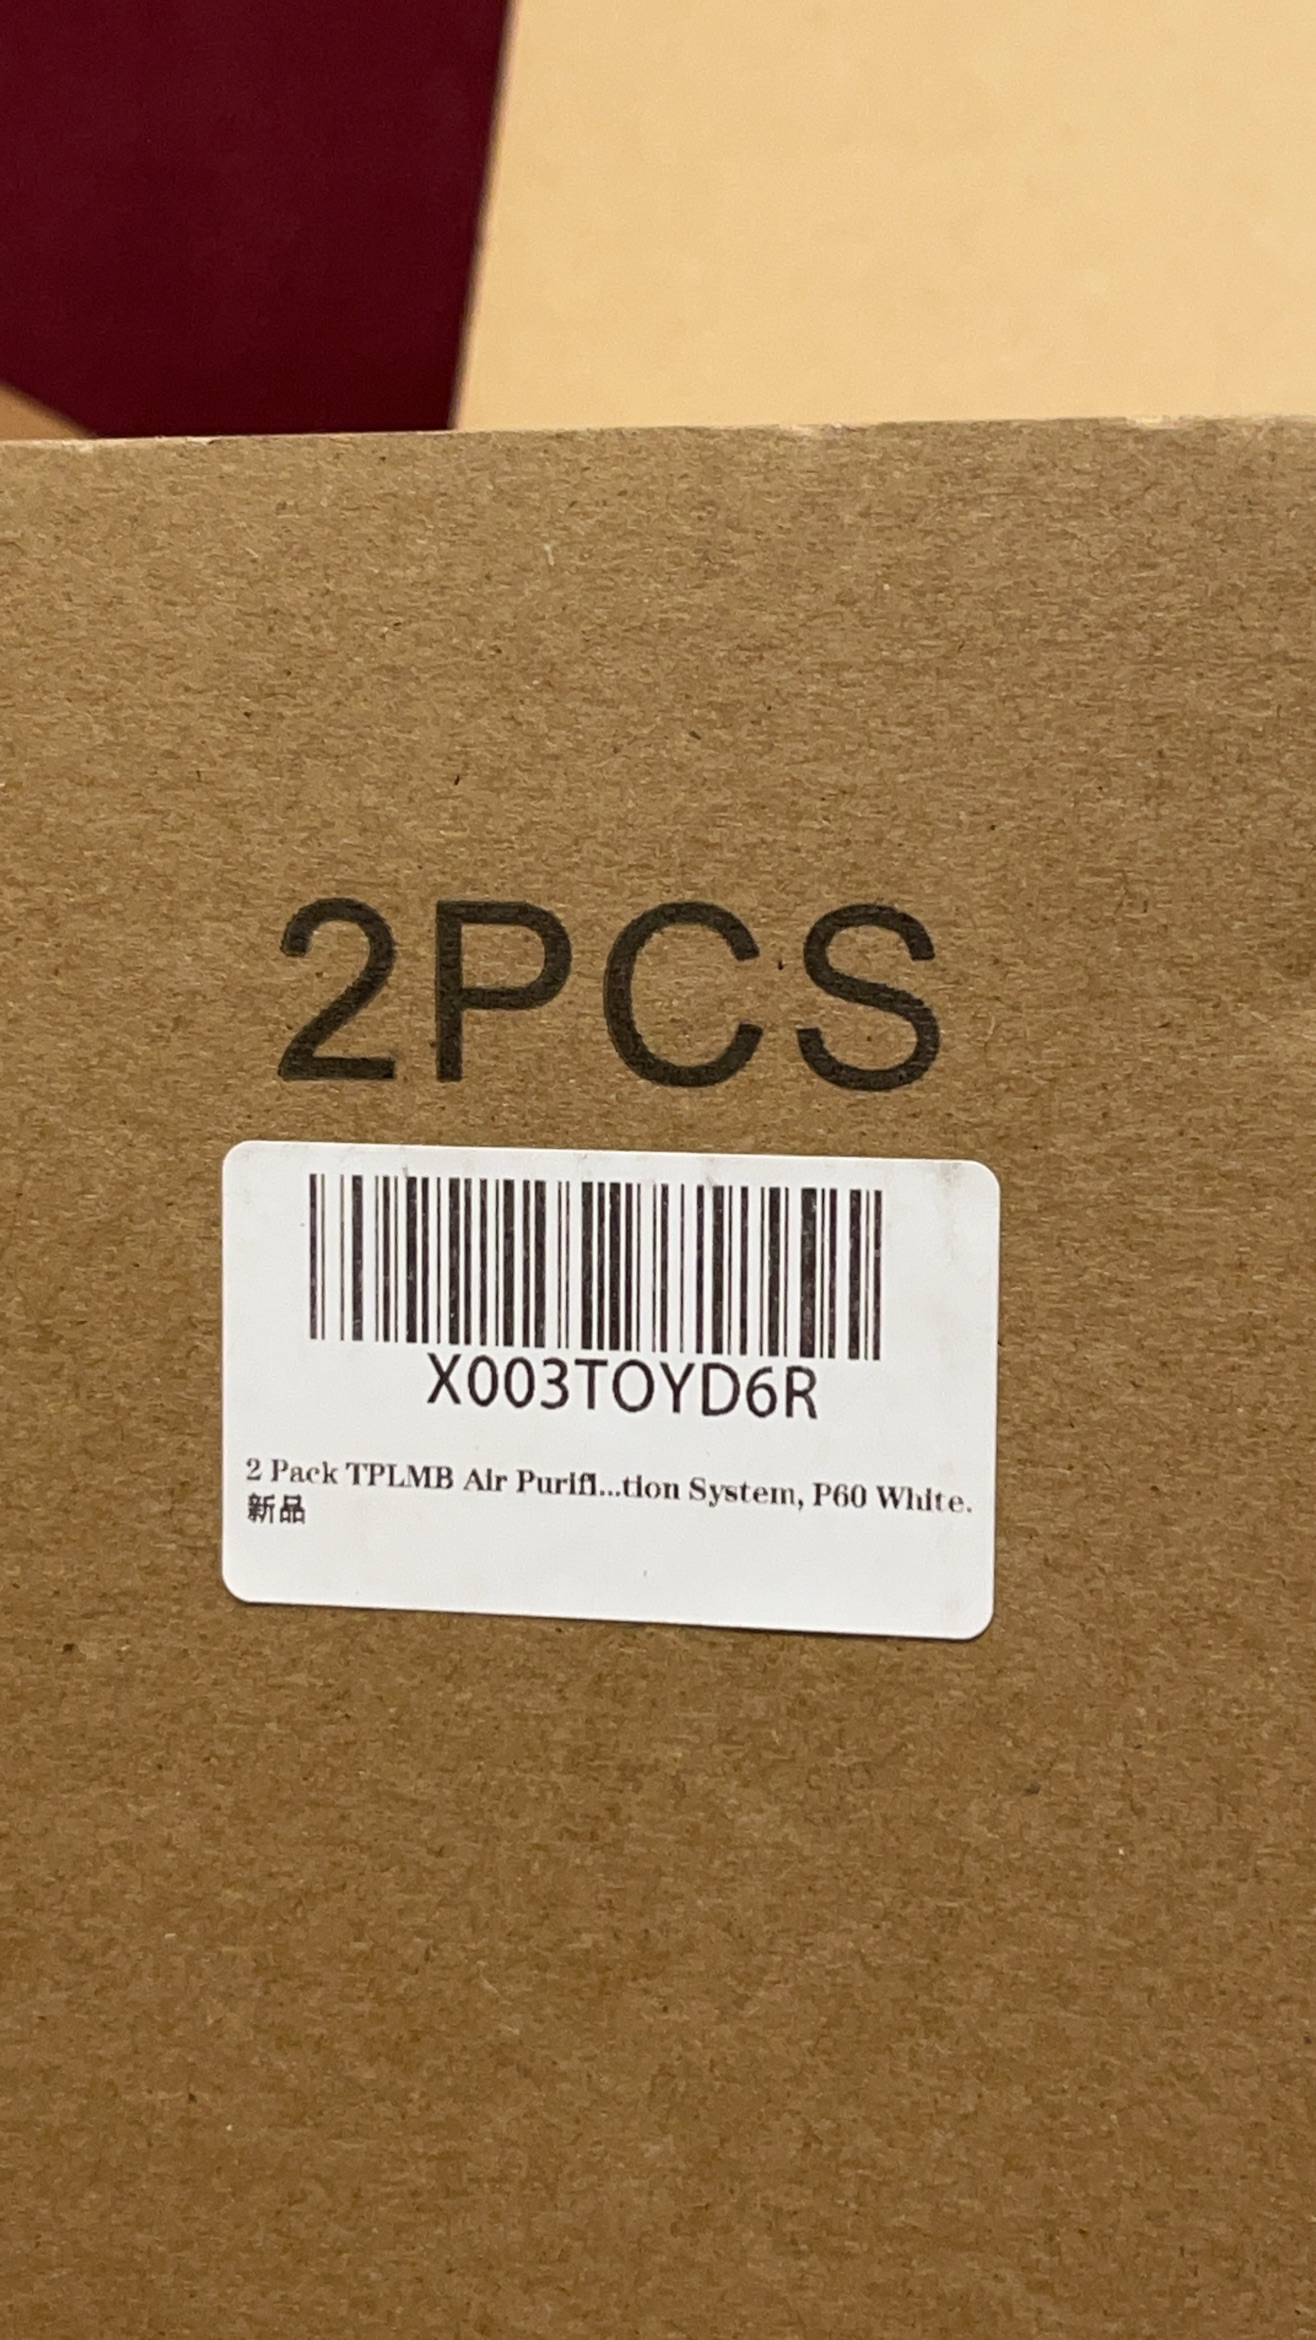 2PCS
X003TOYD6R
2 Pack TPLMB Air Purifi...tion System, P60 White.
新品